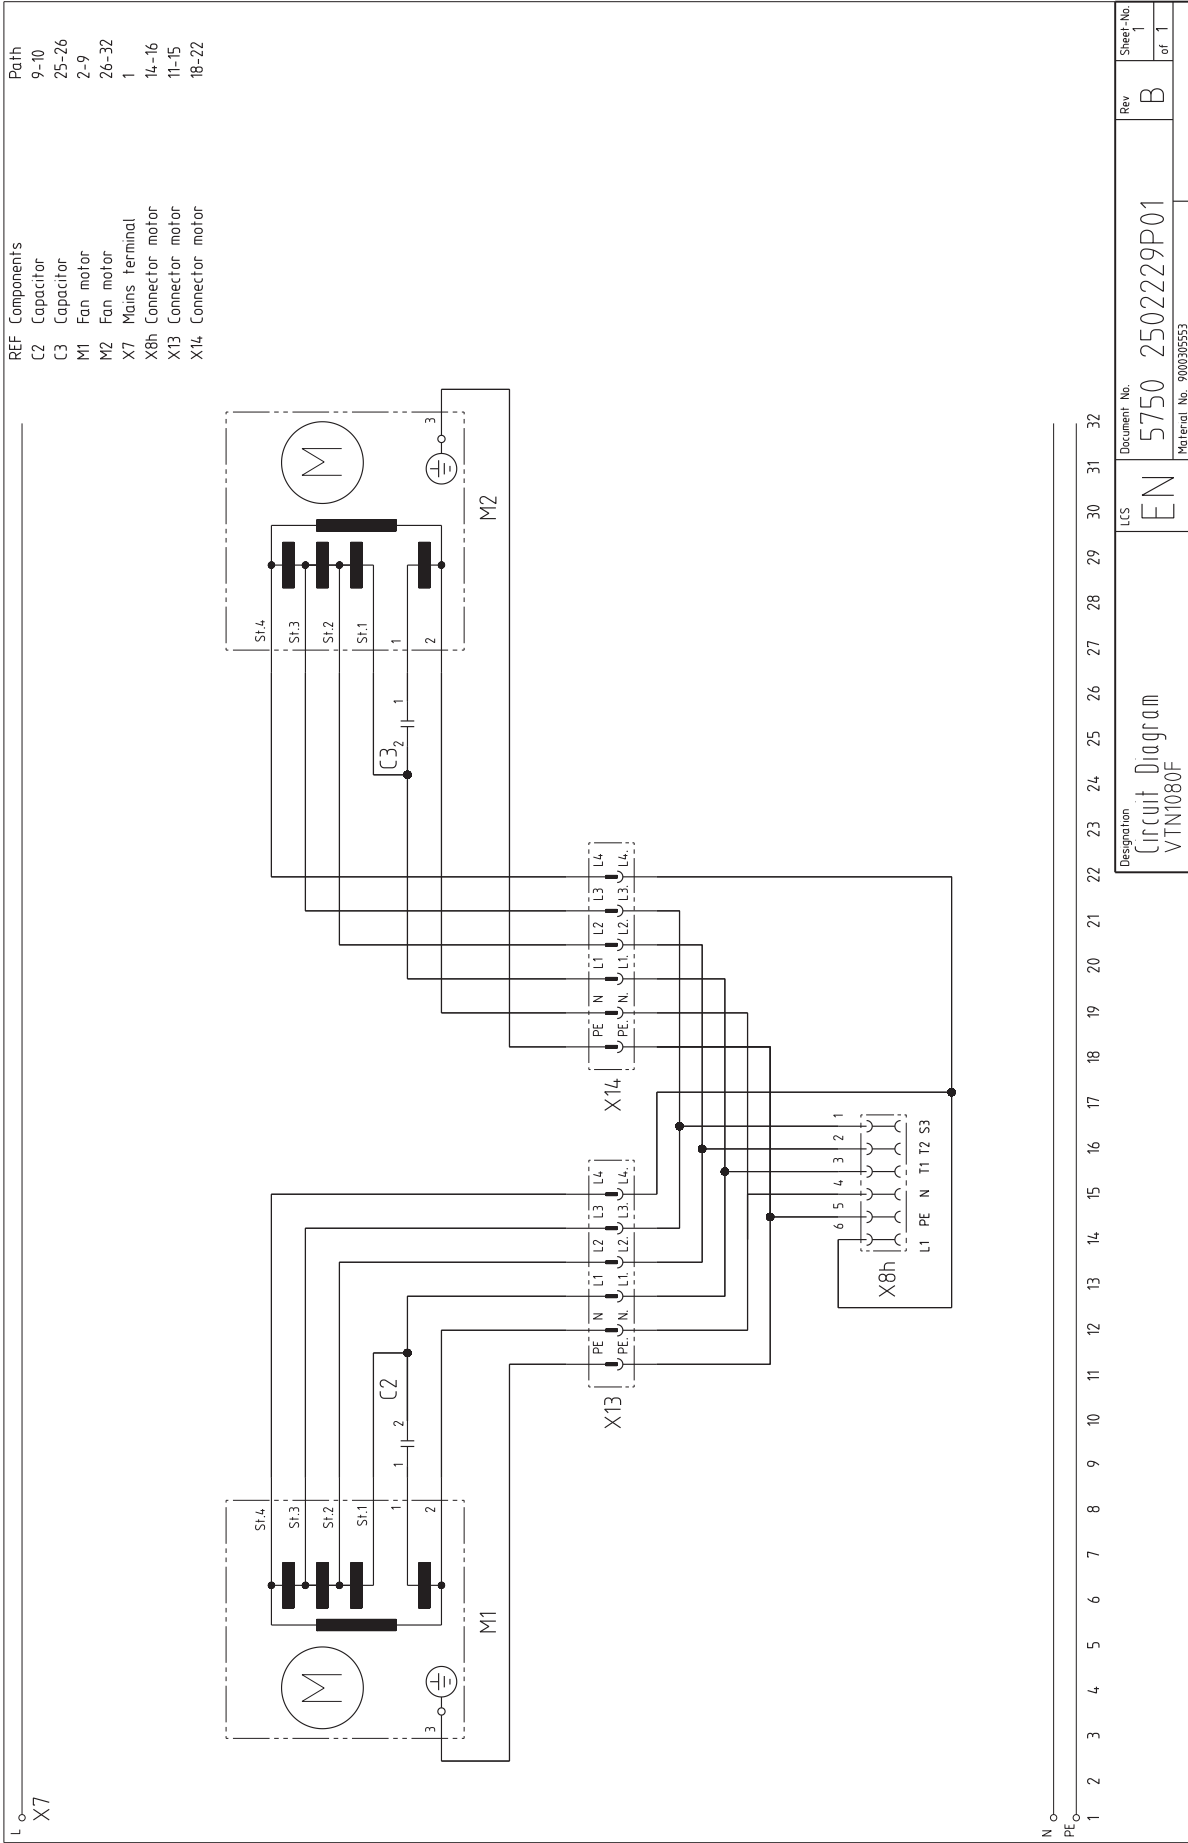 L
X7
REF Components Path
C2 Capacitor 9-10
C3 Capacitor 25-26
M1 Fan motor 2-9
M2 Fan motor 26-32
X7 Mains terminal 1
X8h Connector motor 14-16
X13 Connector motor 11-15
X14 Connector motor 18-22
M
M
St.4
St.4
St.3
St.3
St.2
St.2
St.1
St.1
1
1
2
2
3
3
M1
M2
1 C2 2
C3 2 1
PE N L1 L2 L3 L4
PE. N. L1. L2. L3. L4.
X13
PE N L1 L2 L3 L4
PE. N. L1. L2. L3. L4.
X14
6 5 4 3 2 1
X8h
L1 PE N T1 T2 S3
N
PE
1 2 3 4 5 6 7 8 9 10 11 12 13 14 15 16 17 18 19 20 21 22 23 24 25 26 27 28 29 30 31 32
Designation
Circuit Diagram
VTN1080F
LCS
EN
Document No.
5750 2502229P01
Material No. 9000305553
Rev
B
Sheet-No.
1
of 1